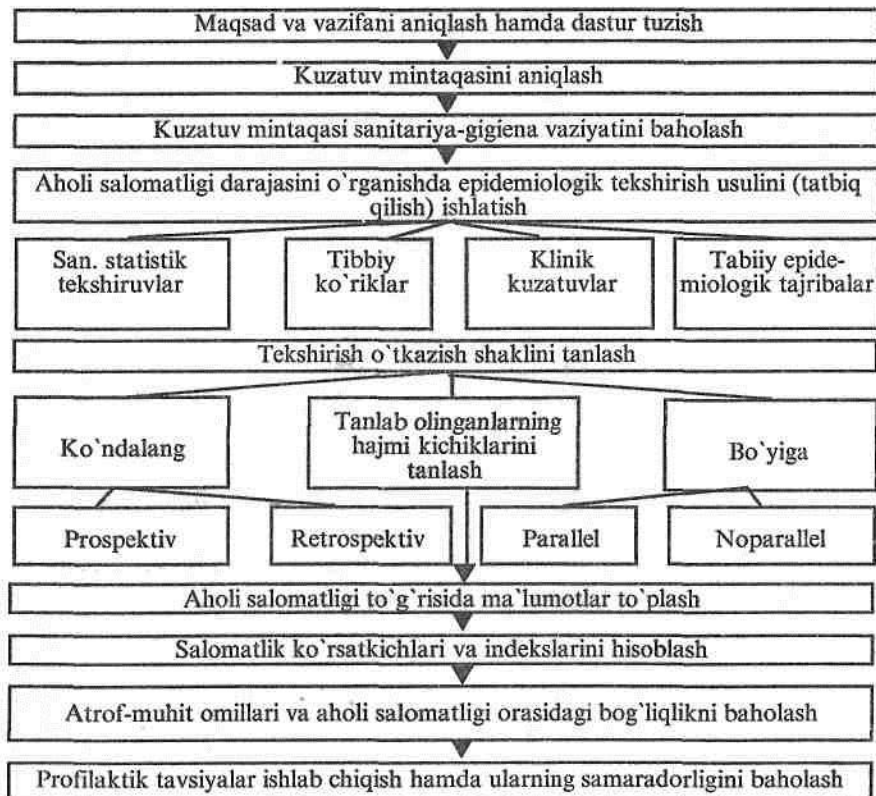 Maqsad va vazifani aniqlash hamda dastur tuzish
Kuzatuv mintaqasini aniqlash
Kuzatuv mintaqasi sanitariya-gigiena vaziyatini baholash
Aholi salomatligi darajasini o`rganishda epidemiologik tekshirish usulini (tatbiq
qilish) ishlatish
San. statistik
tekshiruvlar
Tibbiy
ko`riklar
Klinik
kuzatuvlar
Tabiiy epide-
miologik tajribalar
Tekshirish o`tkazish shaklini tanlash
Ko`ndalang
Tanlab olinganlarning
hajmi kichiklarini
tanlash
Bo`yiga
Prospektiv
Retrospektiv
Parallel
Noparallel
Aholi salomatligi to`g`risida ma`lumotlar to`plash
Salomatlik ko`rsatkichlari va indekslarini hisoblash
Atrof-muhit omillari va aholi salomatligi orasidagi bog`liqlikni baholash
Profilaktik tavsiyalar ishlab chiqish hamda ularning samaradorligini baholash